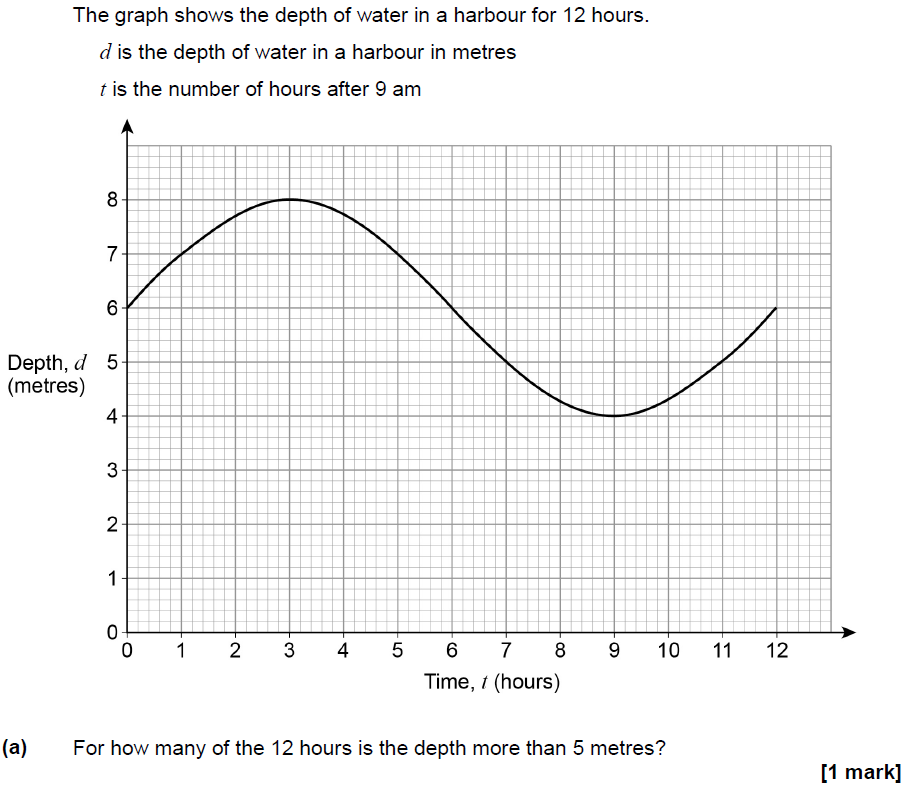 The graph shows the depth of water in a harbour for 12 hours.
d is the depth of water in a harbour in metres
t is the number of hours after 9 am
8
7
6
Depth, d 5
(metres)
4
3
2
1
0
0 1 2 3 4 5 6 7 8 9 10 11 12
Time, t (hours)
(a) For how many of the 12 hours is the depth more than 5 metres?
[1 mark]